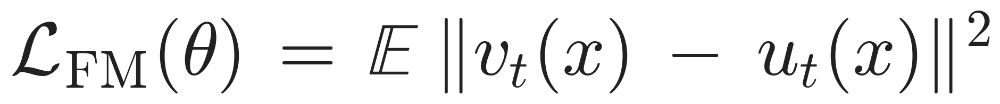 ℒ_FM(θ) = 𝔼 ‖v_t(x) − u_t(x)‖²